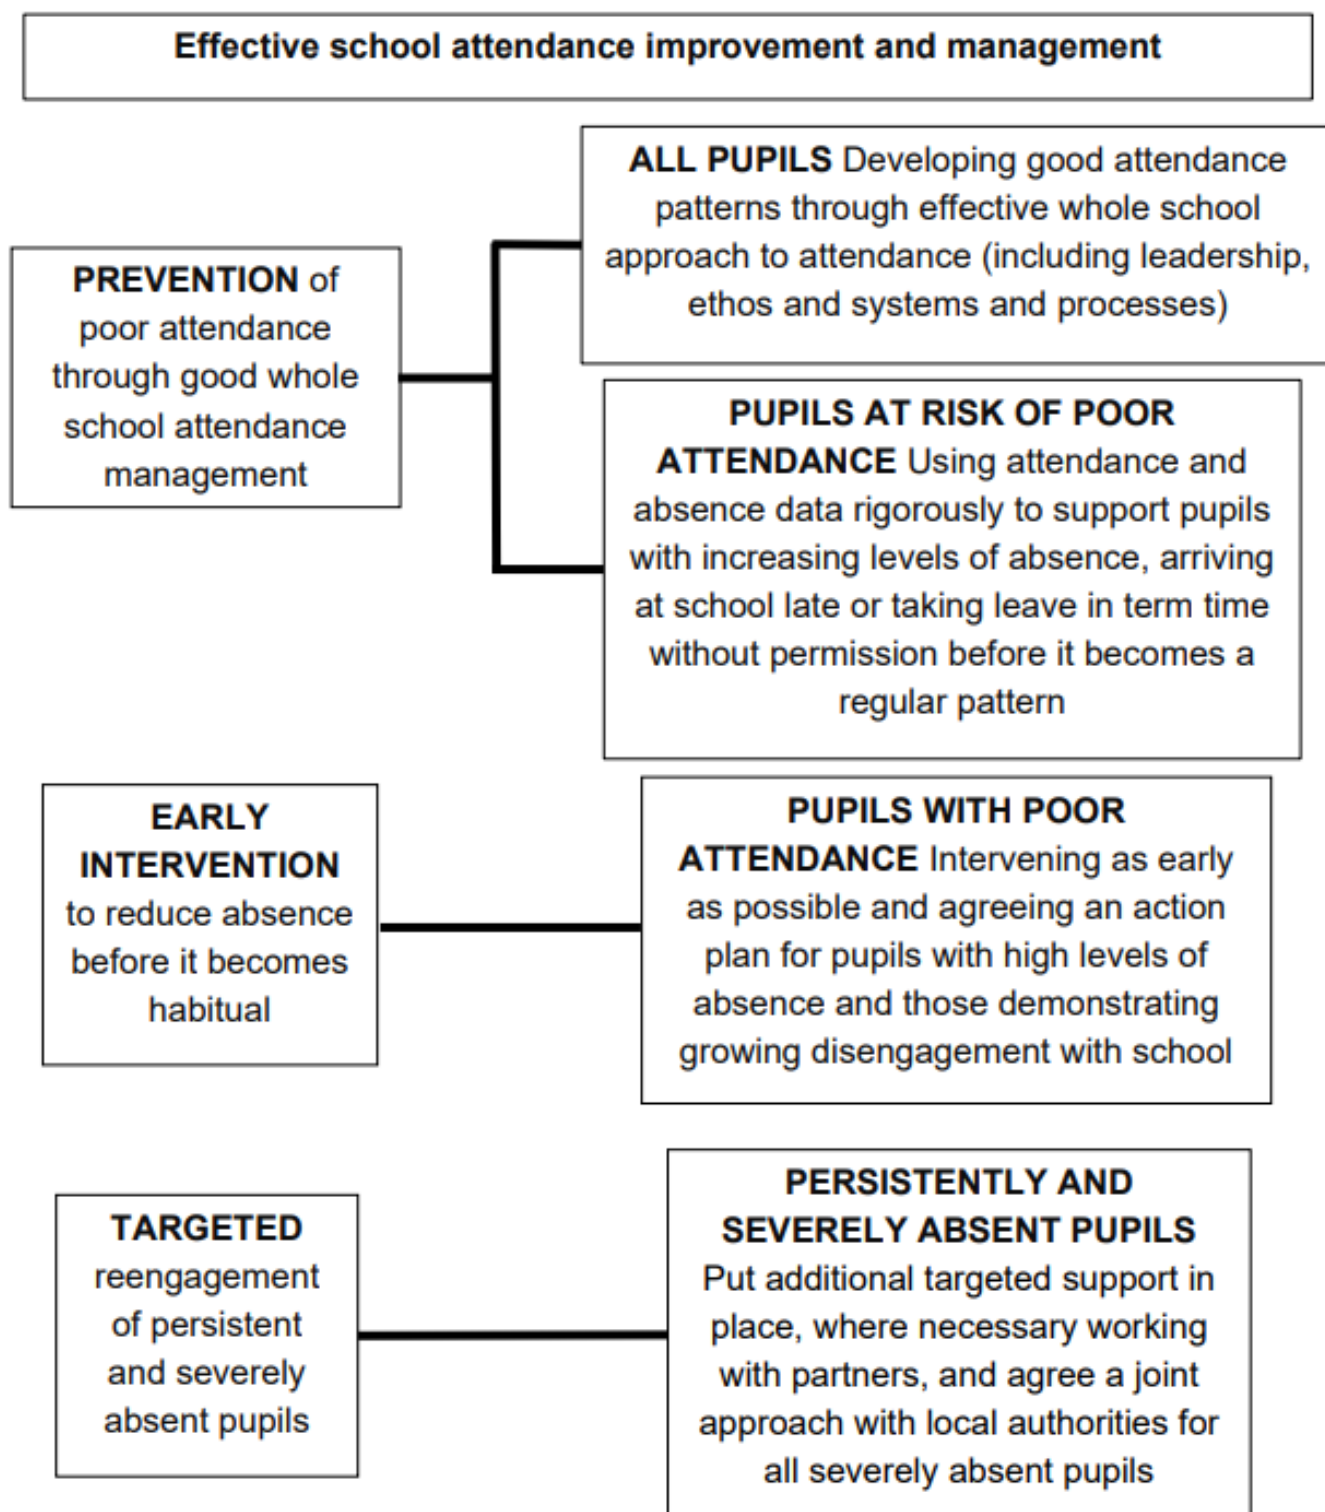 Effective school attendance improvement and management
PREVENTION of
poor attendance
through good whole
school attendance
management
ALL PUPILS Developing good attendance
patterns through effective whole school
approach to attendance (including leadership,
ethos and systems and processes)
PUPILS AT RISK OF POOR
ATTENDANCE Using attendance and
absence data rigorously to support pupils
with increasing levels of absence, arriving
at school late or taking leave in term time
without permission before it becomes a
regular pattern
EARLY
INTERVENTION
to reduce absence
before it becomes
habitual
PUPILS WITH POOR
ATTENDANCE Intervening as early
as possible and agreeing an action
plan for pupils with high levels of
absence and those demonstrating
growing disengagement with school
TARGETED
reengagement
of persistent
and severely
absent pupils
PERSISTENTLY AND
SEVERELY ABSENT PUPILS
Put additional targeted support in
place, where necessary working
with partners, and agree a joint
approach with local authorities for
all severely absent pupils